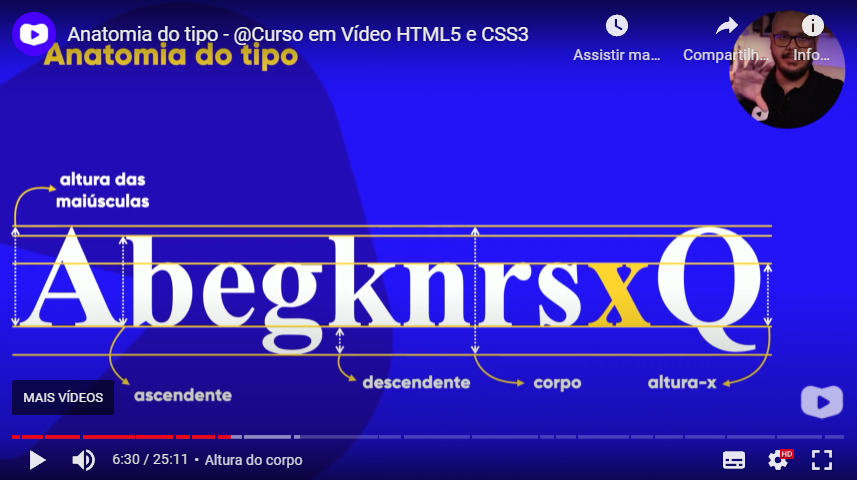 Anatomia do tipo - @Curso em Vídeo HTML5 e CSS3
Assistir ma...
Compartilh...
Info...
Anatomia do tipo
altura das
maiúsculas
AbegknrsxQ
ascendente
descendente
corpo
altura-x
MAIS VÍDEOS
6:30 / 25:11 • Altura do corpo
HD